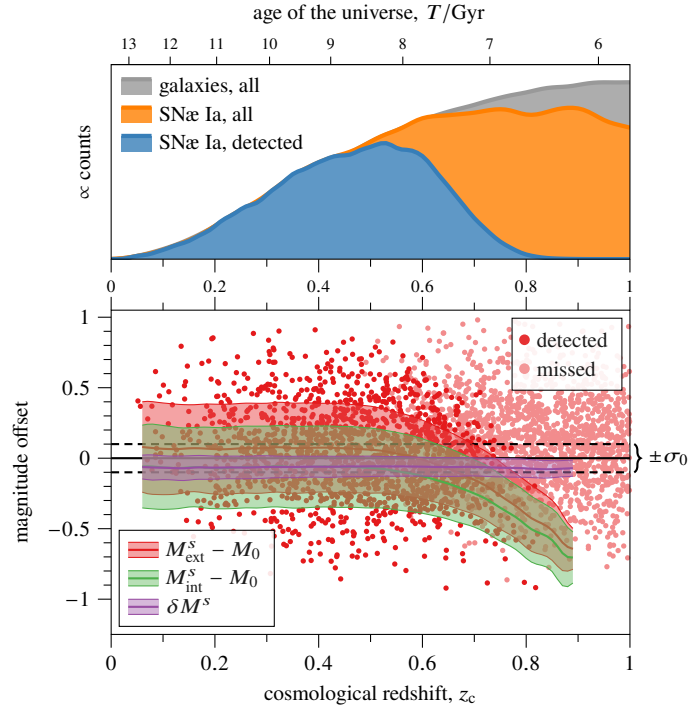 age of the universe, T/Gyr
13 12 11 10 9 8 7 6
galaxies, all
SNæ Ia, all
SNæ Ia, detected
∝ counts
0 0.2 0.4 0.6 0.8 1
1
0.5
0
−0.5
−1
magnitude offset
detected
missed
±σ₀
M^s_ext − M₀
M^s_int − M₀
δM^s
0 0.2 0.4 0.6 0.8 1
cosmological redshift, z_c